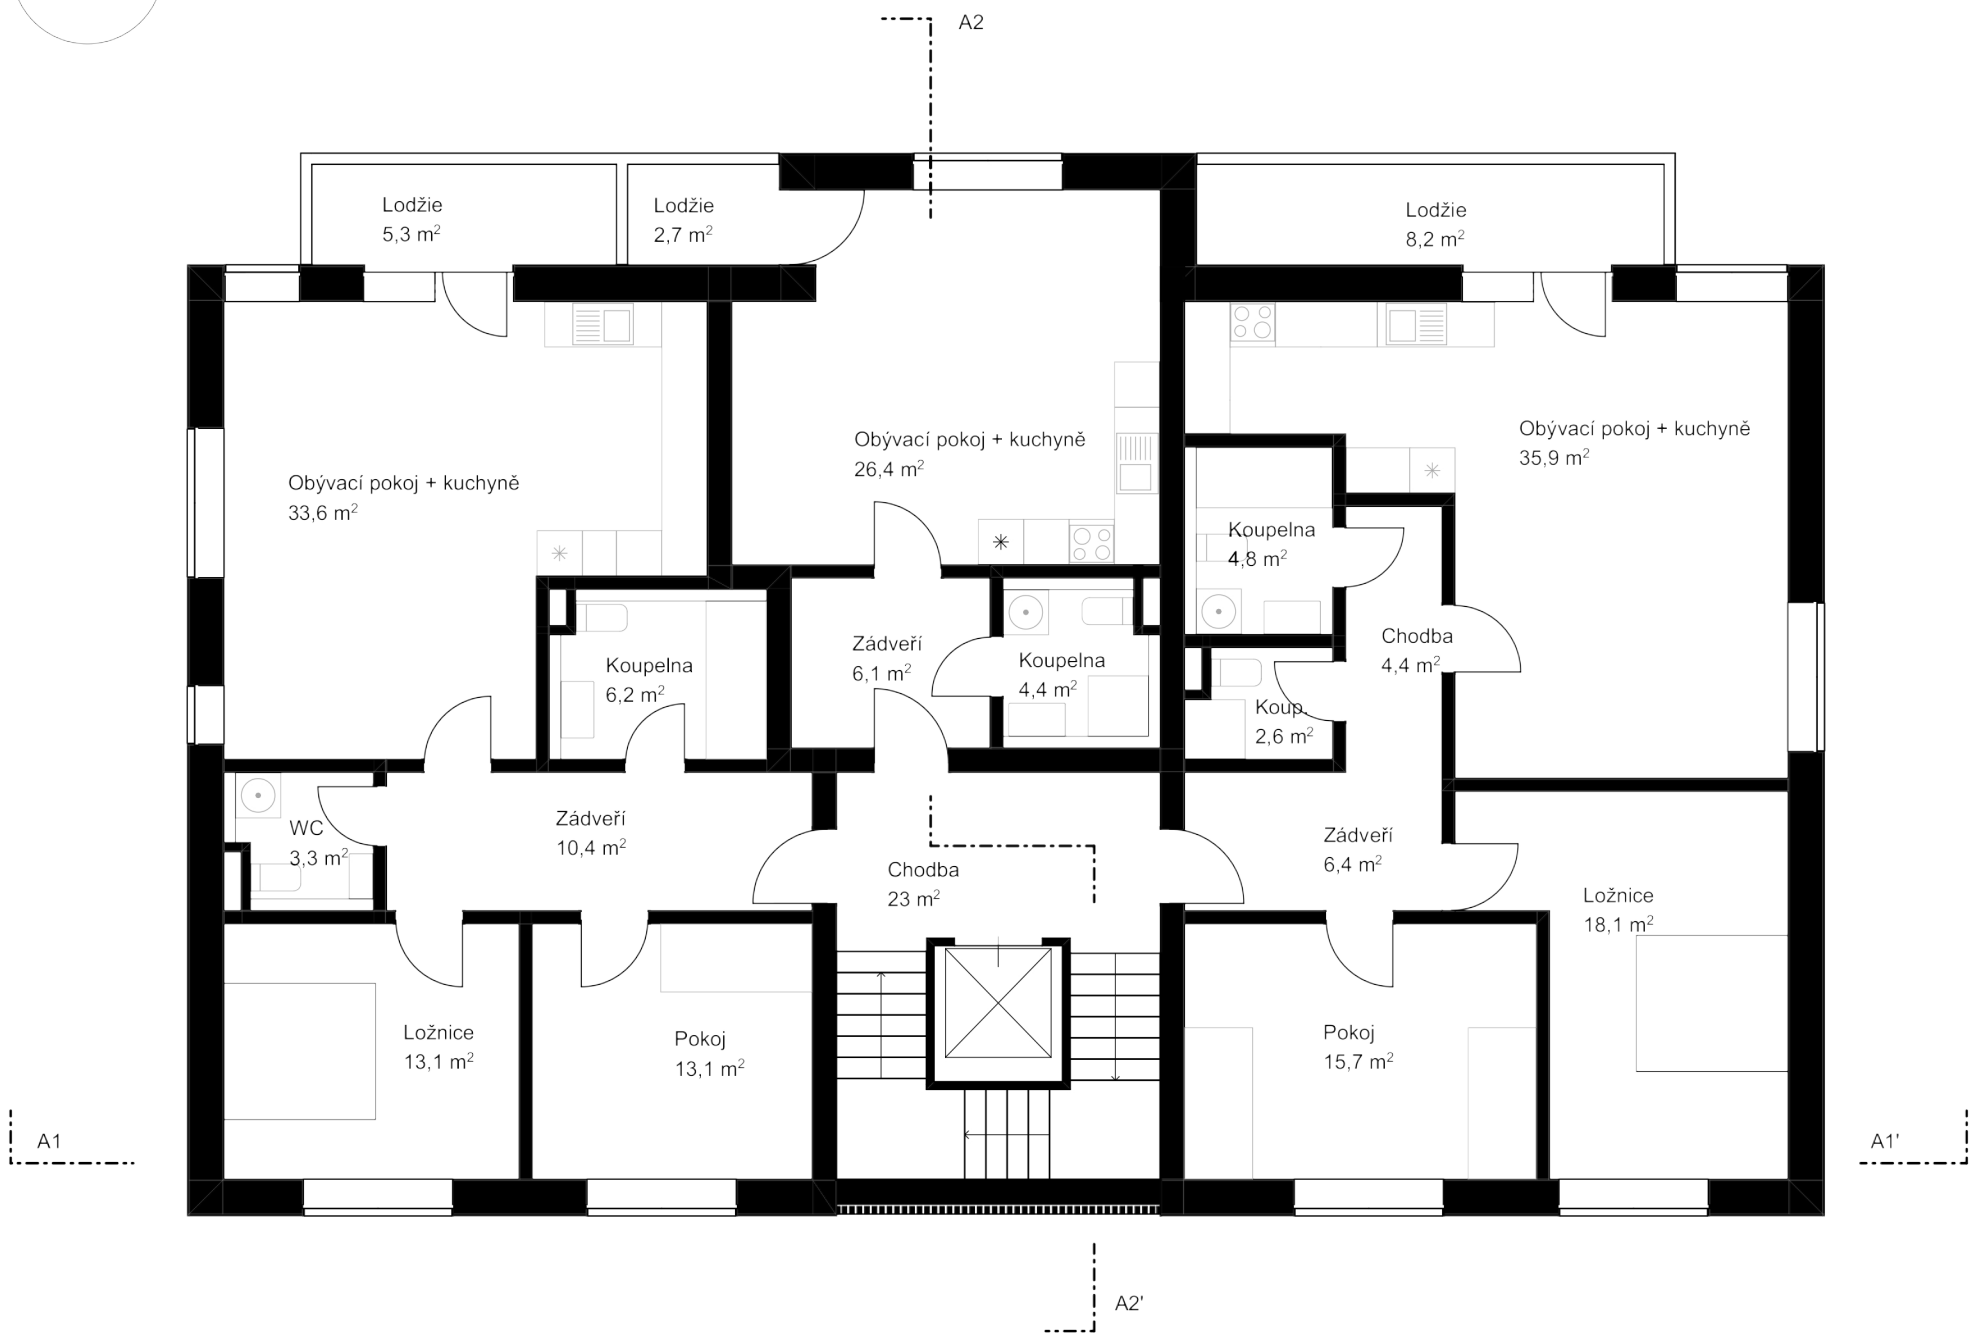 A2
Lodžie
5,3 m²
Lodžie
2,7 m²
Lodžie
8,2 m²
Obývací pokoj + kuchyně
33,6 m²
Obývací pokoj + kuchyně
26,4 m²
Obývací pokoj + kuchyně
35,9 m²
Koupelna
4,8 m²
Koupelna
6,2 m²
Zádveří
6,1 m²
Koupelna
4,4 m²
Chodba
4,4 m²
Koup.
2,6 m²
WC
3,3 m²
Zádveří
10,4 m²
Chodba
23 m²
Zádveří
6,4 m²
Ložnice
18,1 m²
Ložnice
13,1 m²
Pokoj
13,1 m²
Pokoj
15,7 m²
A1
A1'
A2'